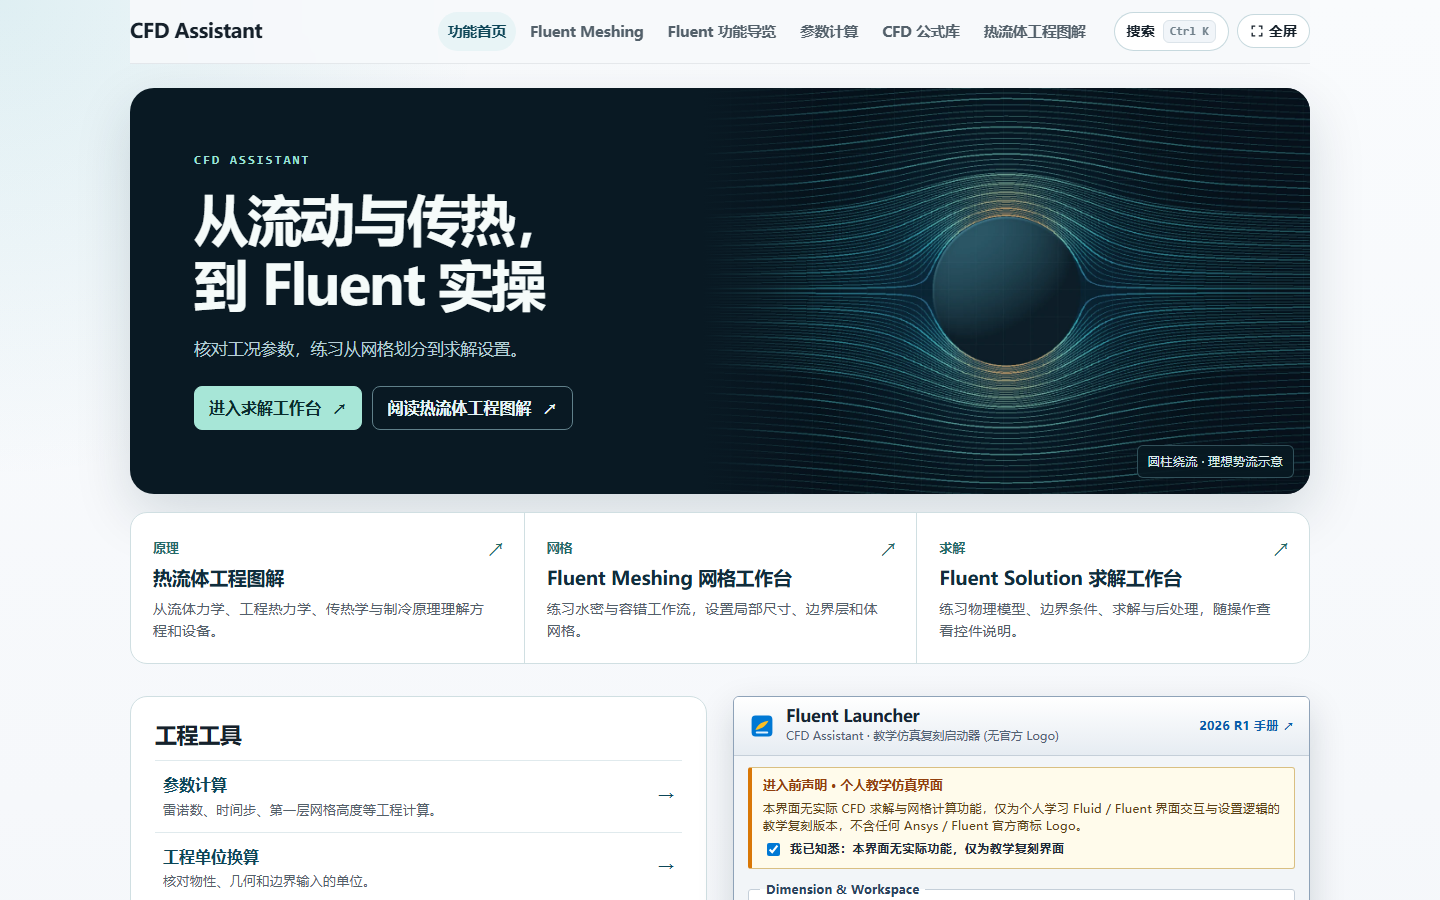 CFD Assistant
功能首页
Fluent Meshing
Fluent 功能导览
参数计算
CFD 公式库
热流体工程图解
搜索 Ctrl K
全屏
CFD ASSISTANT
从流动与传热，
到 Fluent 实操
核对工况参数，练习从网格划分到求解设置。
进入求解工作台 ↗
阅读热流体工程图解 ↗
圆柱绕流 · 理想势流示意
原理 ↗
热流体工程图解
从流体力学、工程热力学、传热学与制冷原理理解方
程和设备。
网格 ↗
Fluent Meshing 网格工作台
练习水密与容错工作流，设置局部尺寸、边界层和体
网格。
求解 ↗
Fluent Solution 求解工作台
练习物理模型、边界条件、求解与后处理，随操作查
看控件说明。
工程工具
参数计算
雷诺数、时间步、第一层网格高度等工程计算。
→
工程单位换算
核对物性、几何和边界输入的单位。
→
Fluent Launcher
CFD Assistant · 教学仿真复刻启动器 (无官方 Logo)
2026 R1 手册 ↗
进入前声明 • 个人教学仿真界面
本界面无实际 CFD 求解与网格计算功能，仅为个人学习 Fluid / Fluent 界面交互与设置逻辑的
教学复刻版本，不含任何 Ansys / Fluent 官方商标 Logo。
我已知悉：本界面无实际功能，仅为教学复刻界面
Dimension & Workspace